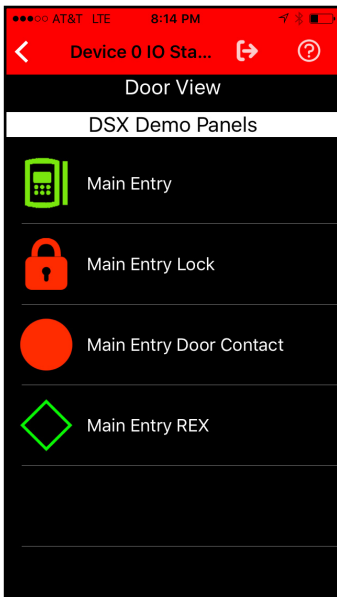 AT&T LTE 8:14 PM
Device 0 IO Sta...
Door View
DSX Demo Panels
Main Entry
Main Entry Lock
Main Entry Door Contact
Main Entry REX